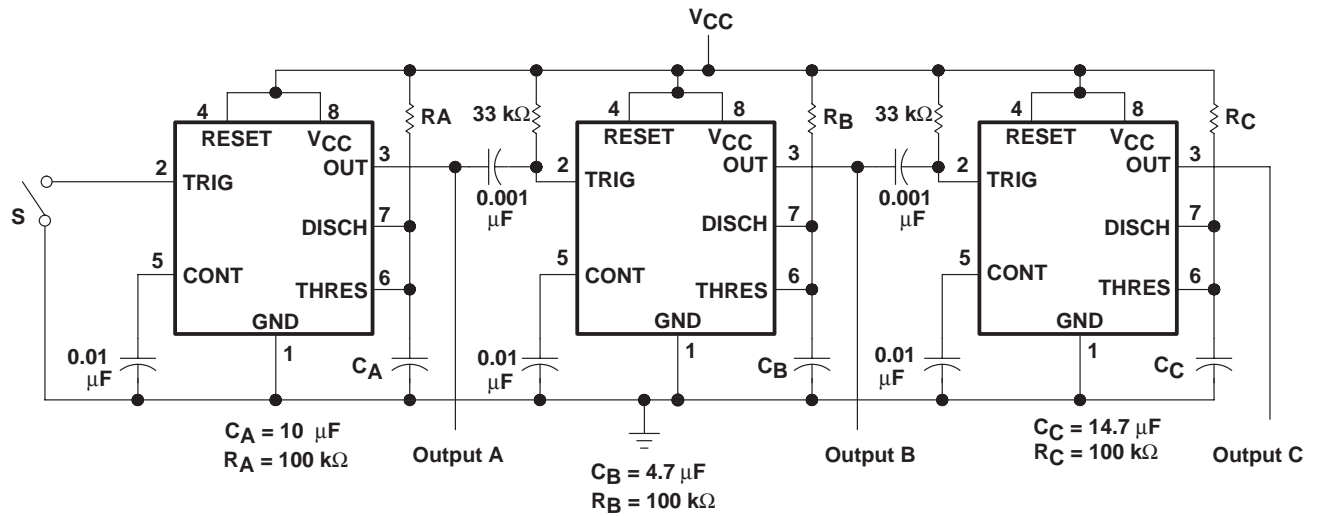 VCC
4
8
RESET
VCC
RA
33 kΩ
3
OUT
2
TRIG
0.001
µF
S
DISCH
7
5
CONT
6
THRES
GND
0.01
µF
1
CA
CA = 10 µF
RA = 100 kΩ
Output A
4
8
RESET
VCC
RB
33 kΩ
3
OUT
2
TRIG
0.001
µF
DISCH
7
5
CONT
6
THRES
GND
0.01
µF
1
CB
CB = 4.7 µF
RB = 100 kΩ
Output B
4
8
RESET
VCC
RC
3
OUT
2
TRIG
DISCH
7
5
CONT
6
THRES
GND
0.01
µF
1
CC
CC = 14.7 µF
RC = 100 kΩ
Output C